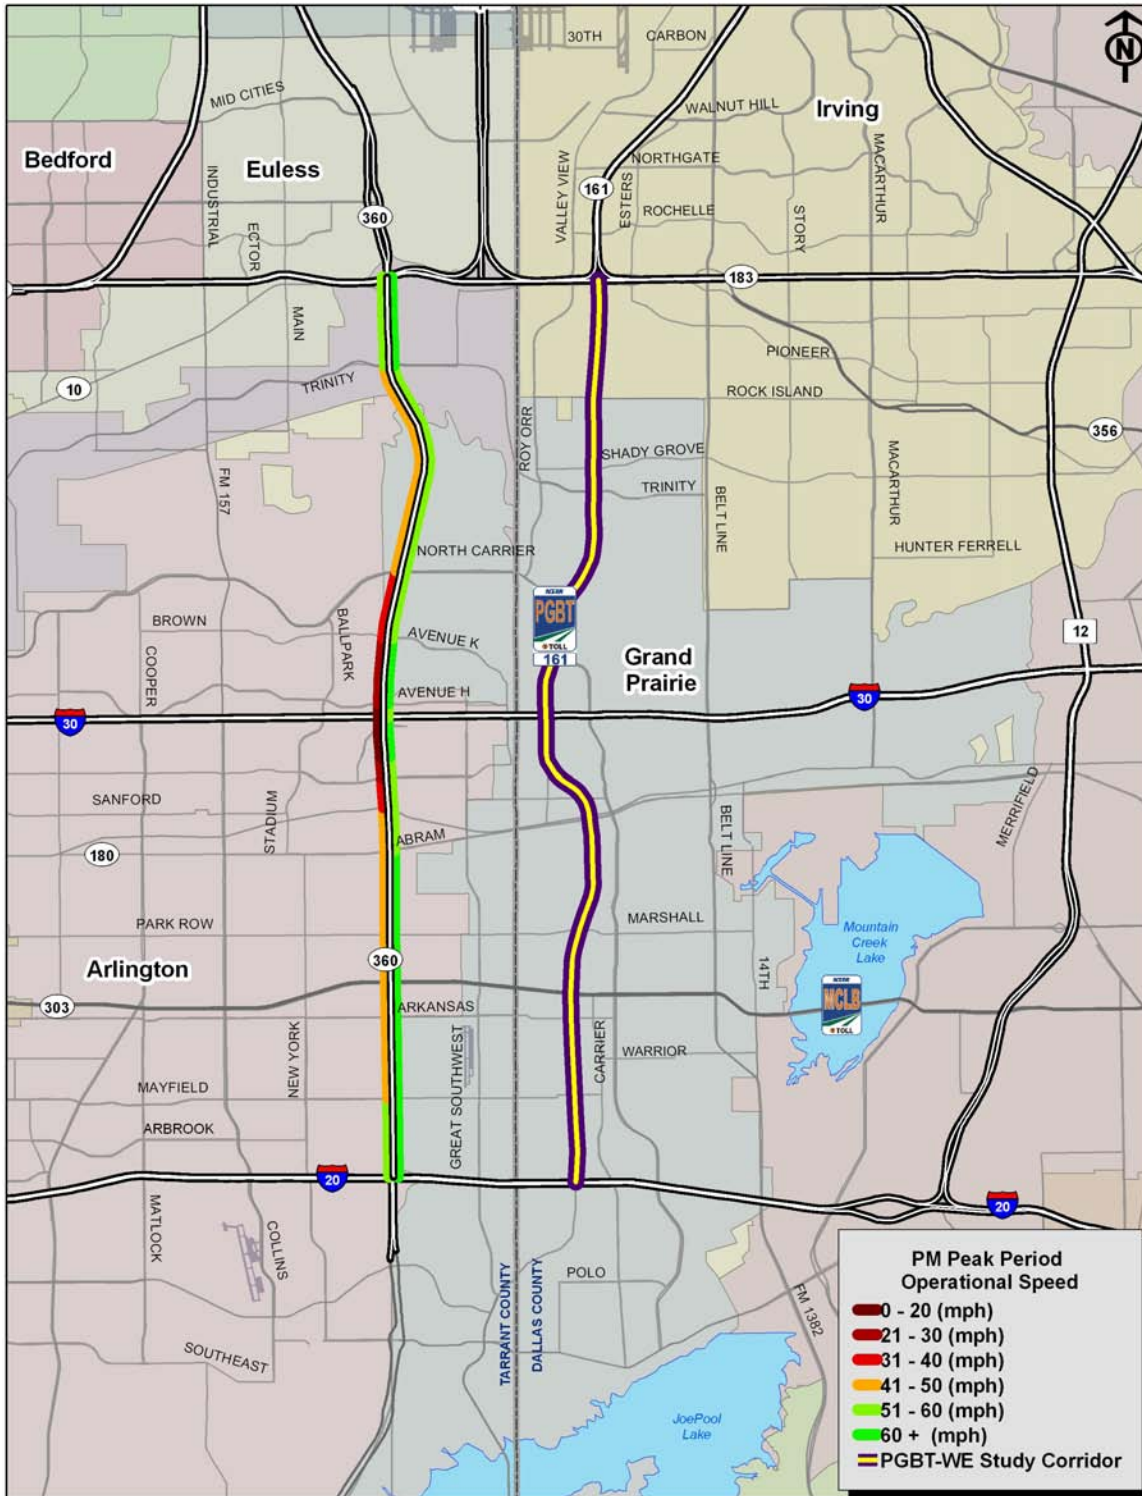 30TH
CARBON
N
MID CITIES
WALNUT HILL
Irving
Bedford
Euless
INDUSTRIAL
ECTOR
360
VALLEY VIEW
161
ESTERS
NORTHGATE
ROCHELLE
STORY
MACARTHUR
183
MAIN
10
TRINITY
PIONEER
ROCK ISLAND
356
ROY ORR
SHADY GROVE
TRINITY
BELT LINE
MACARTHUR
FM 157
NORTH CARRIER
HUNTER FERRELL
BROWN
COOPER
BALLPARK
AVENUE K
PGBT
TOLL
161
12
Grand
Prairie
AVENUE H
30
30
SANFORD
STADIUM
180
ABRAM
BELT LINE
MERRIFIELD
PARK ROW
MARSHALL
Mountain
Creek
Lake
Arlington
360
14TH
MCLB
TOLL
303
ARKANSAS
NEW YORK
GREAT SOUTHWEST
CARRIER
WARRIOR
MAYFIELD
ARBROOK
20
20
MATLOCK
COLLINS
POLO
TARRANT COUNTY
DALLAS COUNTY
FM 1382
SOUTHEAST
JoePool
Lake
PM Peak Period
Operational Speed
0 - 20 (mph)
21 - 30 (mph)
31 - 40 (mph)
41 - 50 (mph)
51 - 60 (mph)
60 + (mph)
PGBT-WE Study Corridor